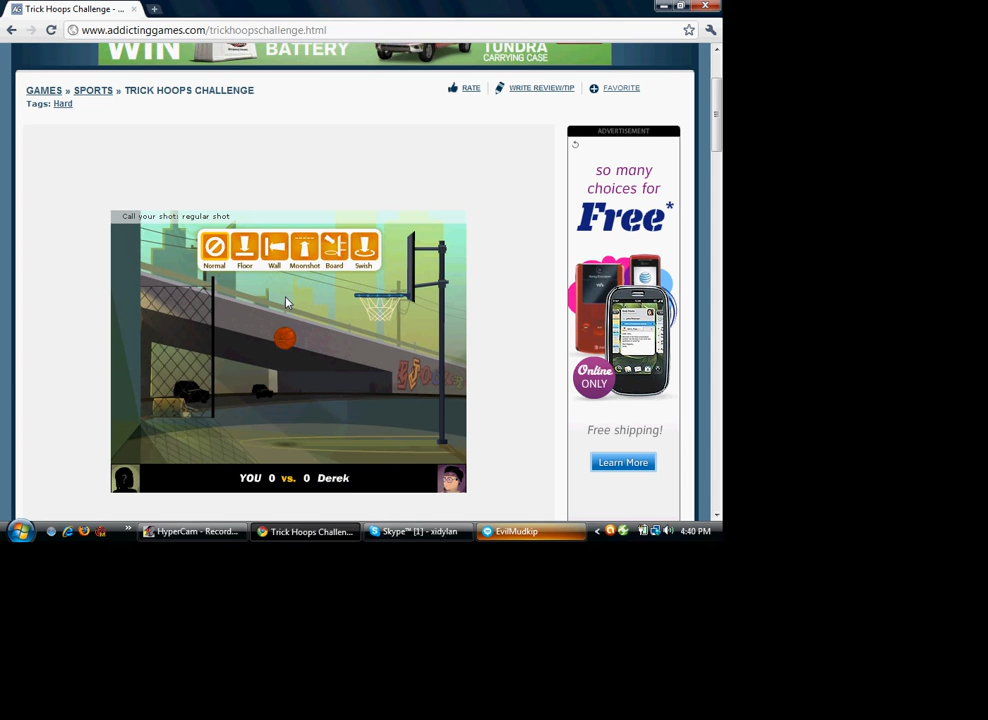 Trick Hoops Challenge - ...
www.addictinggames.com/trickhoopschallenge.html
WIN
BATTERY
TUNDRA
CARRYING CASE
GAMES » SPORTS » TRICK HOOPS CHALLENGE
RATE
WRITE REVIEW/TIP
FAVORITE
Tags: Hard
ADVERTISEMENT
so many
choices for
Free*
Online
ONLY
Free shipping!
Learn More
Call your shot: regular shot
Normal
Floor
Wall
Moonshot
Board
Swish
YOU 0 vs. 0 Derek
HyperCam - Record...
Trick Hoops Challen...
Skype™ [1] - xidylan
EvilMudkip
4:40 PM